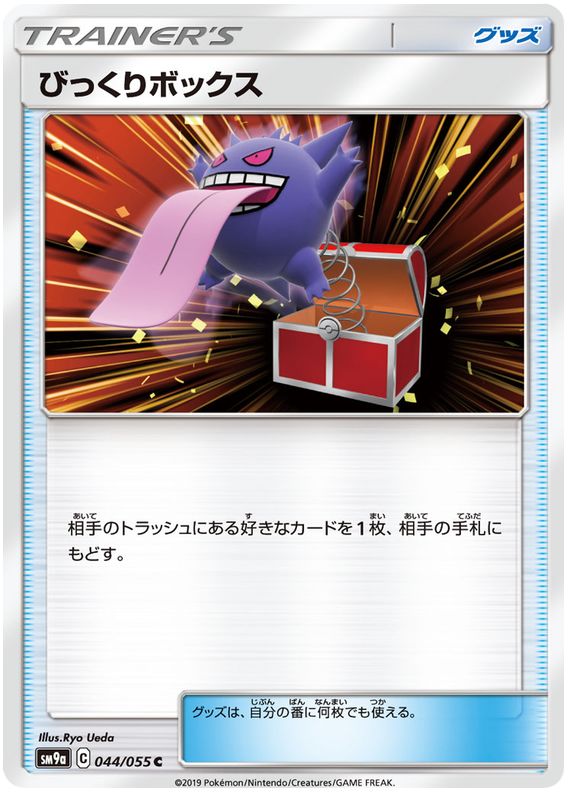 TRAINER'S
グッズ
びっくりボックス
相手のトラッシュにある好きなカードを1枚、相手の手札に
もどす。
グッズは、自分の番に何枚でも使える。
Illus.Ryo Ueda
sm9a C 044/055 C
©2019 Pokémon/Nintendo/Creatures/GAME FREAK.